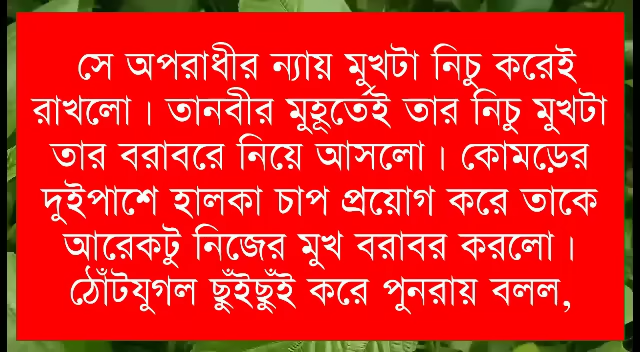 সে অপরাধীর ন্যায় মুখটা নিচু করেই
রাখলো। তানবীর মুহূর্তেই তার নিচু মুখটা
তার বরাবরে নিয়ে আসলো। কোমড়ের
দুইপাশে হালকা চাপ প্রয়োগ করে তাকে
আরেকটু নিজের মুখ বরাবর করলো।
ঠোঁটযুগল ছুঁইছুঁই করে পুনরায় বলল,